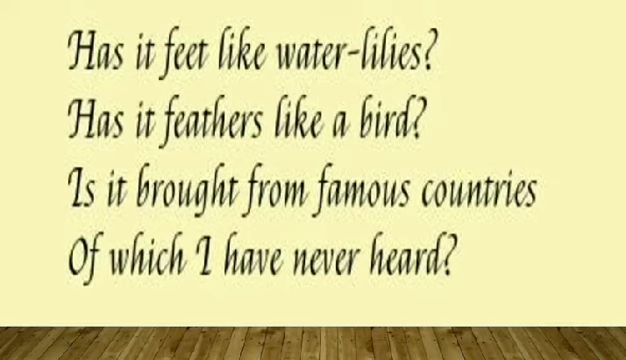 Has it feet like water-lilies?
Has it feathers like a bird?
Is it brought from famous countries
Of which I have never heard?